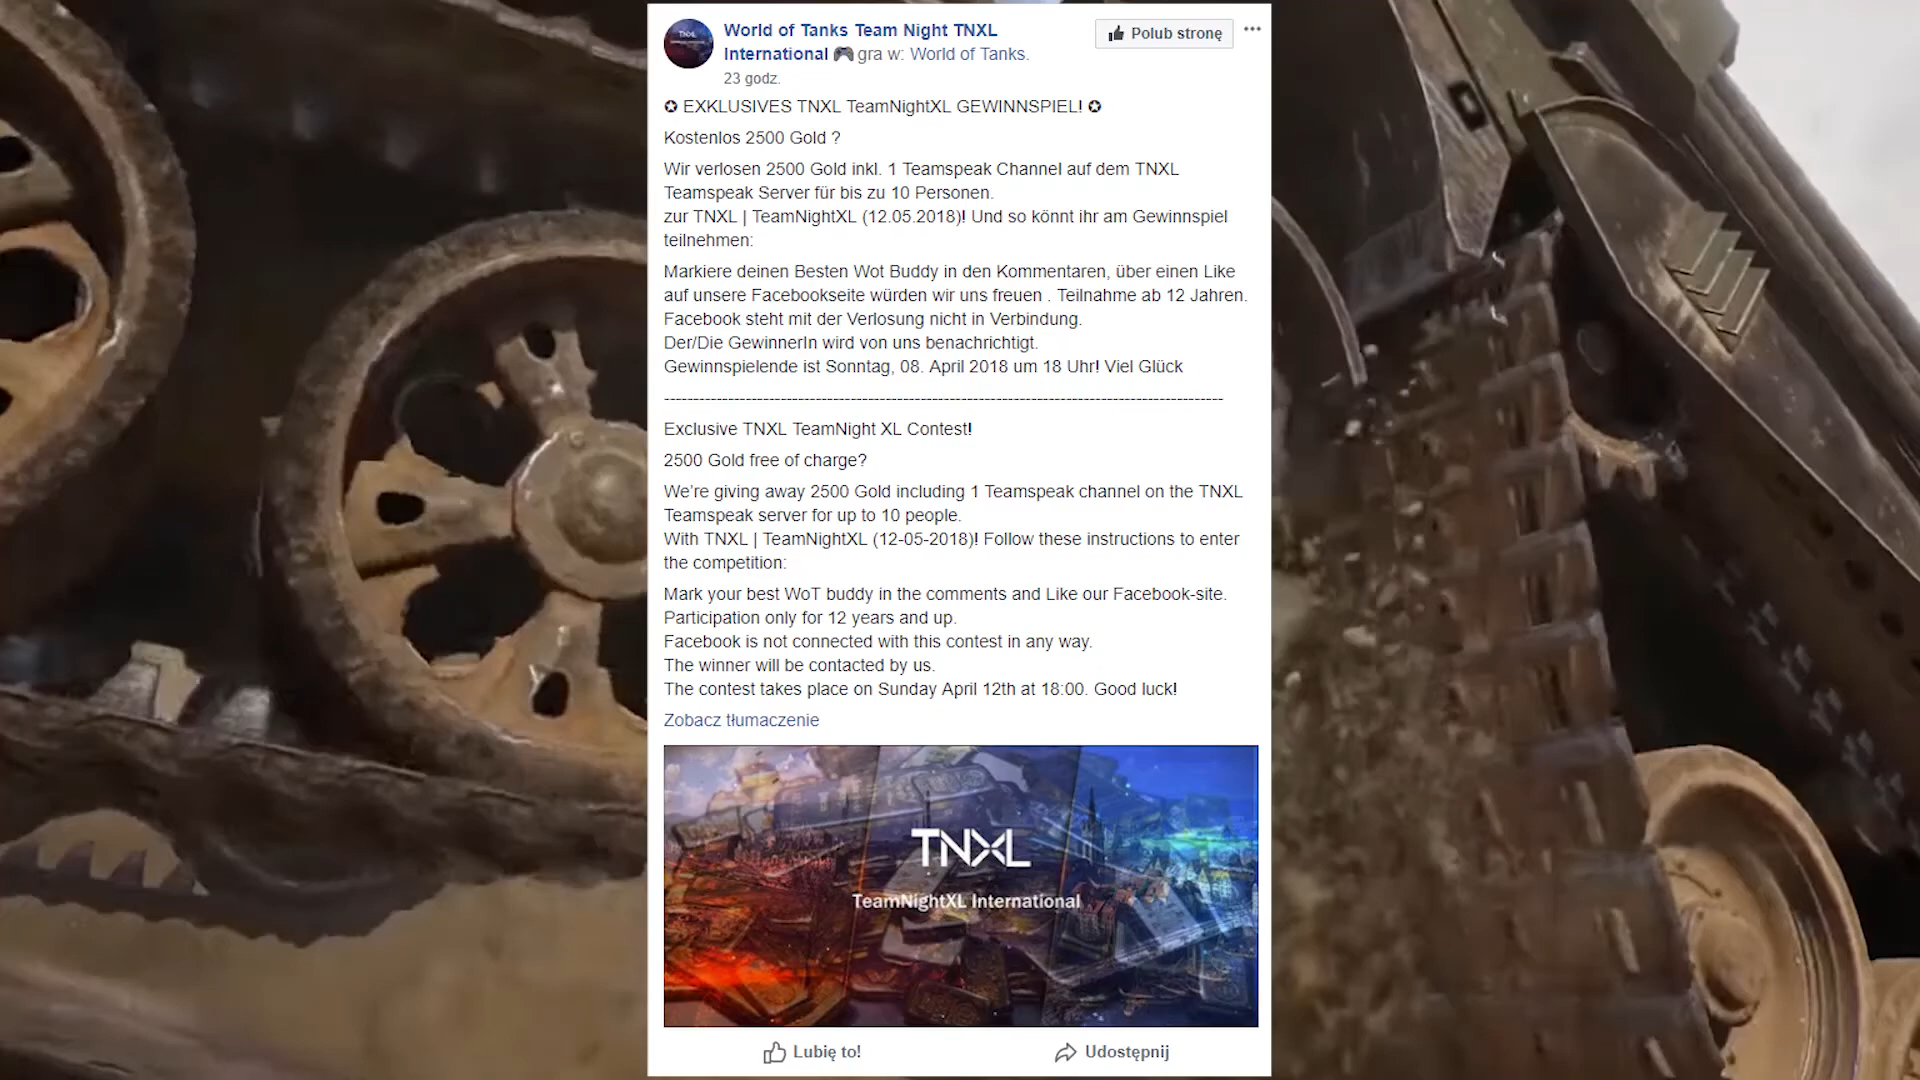 World of Tanks Team Night TNXL
International 🎮 gra w: World of Tanks.
Polub stronę
23 godz.
✪ EXKLUSIVES TNXL TeamNightXL GEWINNSPIEL! ✪
Kostenlos 2500 Gold ?
Wir verlosen 2500 Gold inkl. 1 Teamspeak Channel auf dem TNXL
Teamspeak Server für bis zu 10 Personen.
zur TNXL | TeamNightXL (12.05.2018)! Und so könnt ihr am Gewinnspiel
teilnehmen:
Markiere deinen Besten Wot Buddy in den Kommentaren, über einen Like
auf unsere Facebookseite würden wir uns freuen . Teilnahme ab 12 Jahren.
Facebook steht mit der Verlosung nicht in Verbindung.
Der/Die GewinnerIn wird von uns benachrichtigt.
Gewinnspielende ist Sonntag, 08. April 2018 um 18 Uhr! Viel Glück
----------------------------------------------------------------------------------------------------
Exclusive TNXL TeamNight XL Contest!
2500 Gold free of charge?
We're giving away 2500 Gold including 1 Teamspeak channel on the TNXL
Teamspeak server for up to 10 people.
With TNXL | TeamNightXL (12-05-2018)! Follow these instructions to enter
the competition:
Mark your best WoT buddy in the comments and Like our Facebook-site.
Participation only for 12 years and up.
Facebook is not connected with this contest in any way.
The winner will be contacted by us.
The contest takes place on Sunday April 12th at 18:00. Good luck!
Zobacz tłumaczenie
TNXL
TeamNightXL International
Lubię to!
Udostępnij